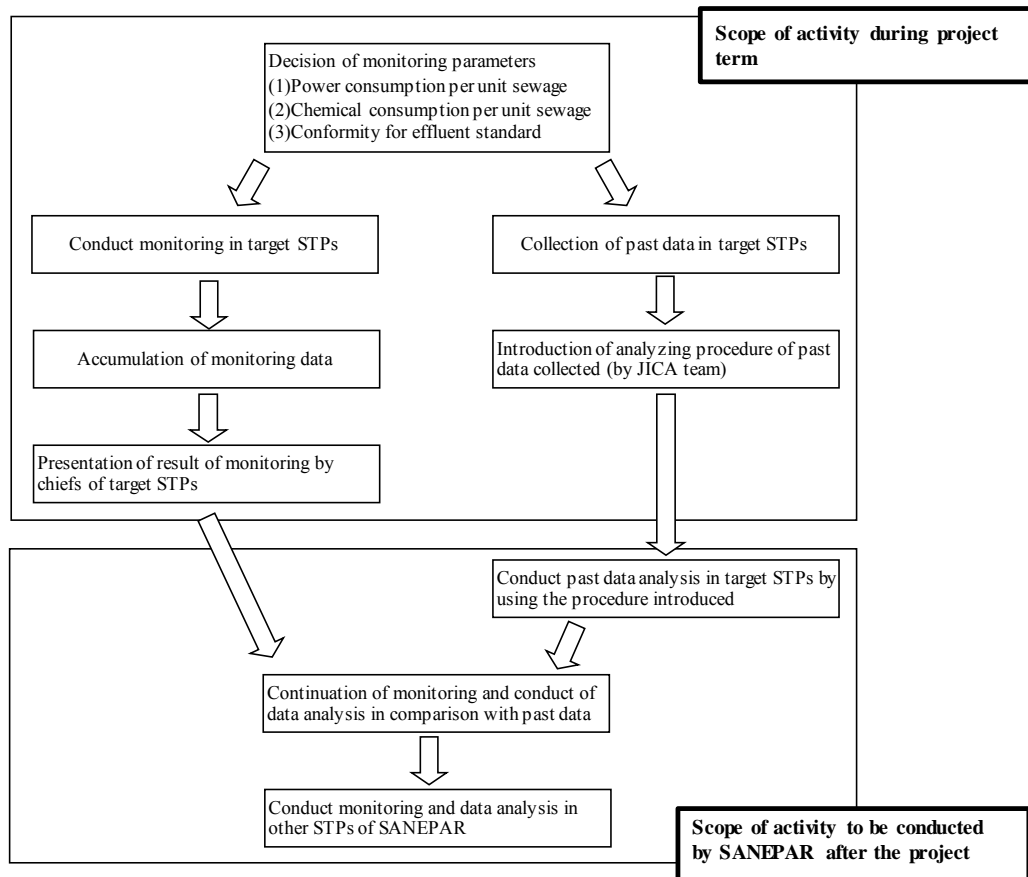 Scope of activity during project
term
Decision of monitoring parameters
(1)Power consumption per unit sewage
(2)Chemical consumption per unit sewage
(3)Conformity for effluent standard
Conduct monitoring in target STPs
Collection of past data in target STPs
Accumulation of monitoring data
Introduction of analyzing procedure of past
data collected (by JICA team)
Presentation of result of monitoring by
chiefs of target STPs
Conduct past data analysis in target STPs by
using the procedure introduced
Continuation of monitoring and conduct of
data analysis in comparison with past data
Conduct monitoring and data analysis in
other STPs of SANEPAR
Scope of activity to be conducted
by SANEPAR after the project